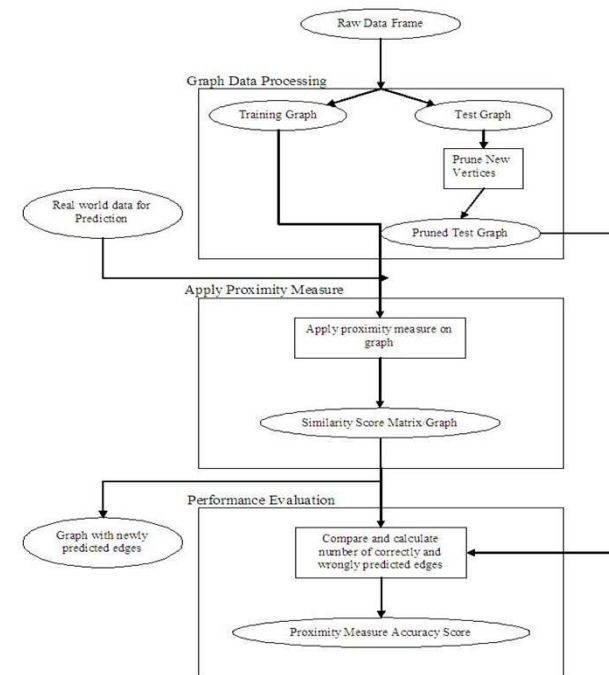 Raw Data Frame
Graph Data Processing
Training Graph
Test Graph
Prune New
Vertices
Real world data for
Prediction
Pruned Test Graph
Apply Proximity Measure
Apply proximity measure on
graph
Similarity Score Matrix/Graph
Performance Evaluation
Graph with newly
predicted edges
Compare and calculate
number of correctly and
wrongly predicted edges
Proximity Measure Accuracy Score